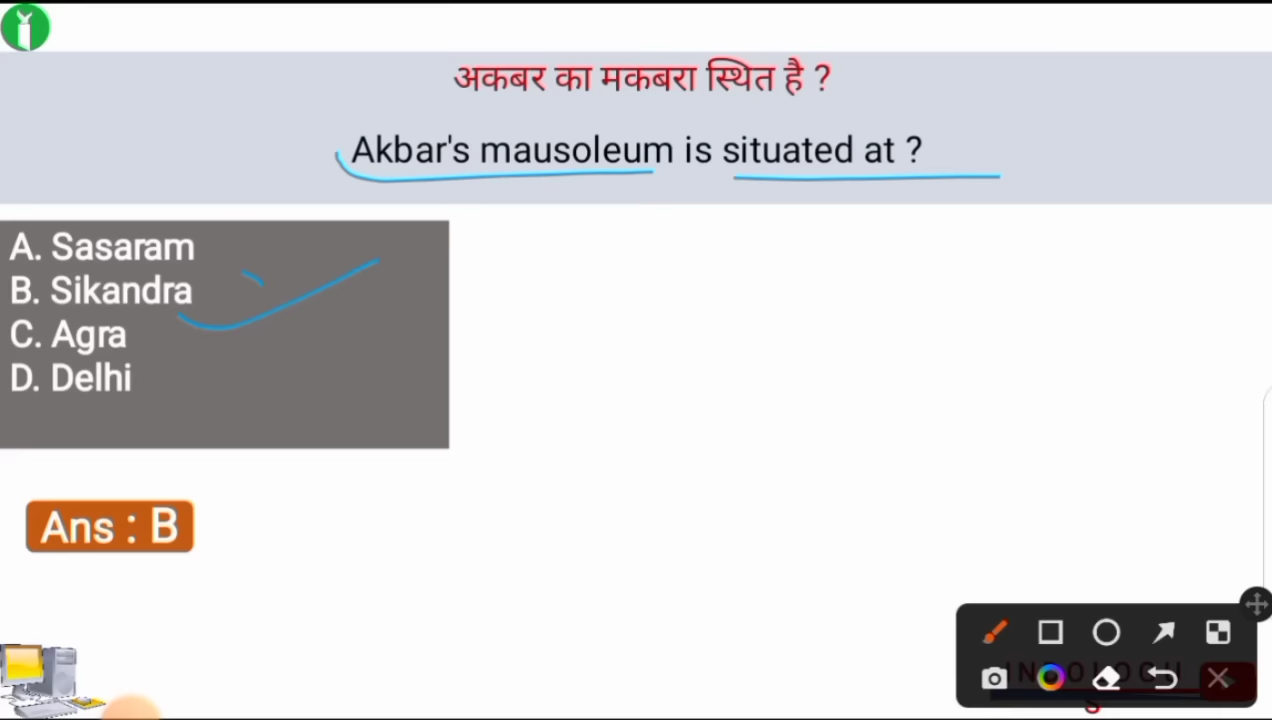 अकबर का मकबरा स्थित है ?
Akbar's mausoleum is situated at ?
A. Sasaram
B. Sikandra
C. Agra
D. Delhi
Ans : B